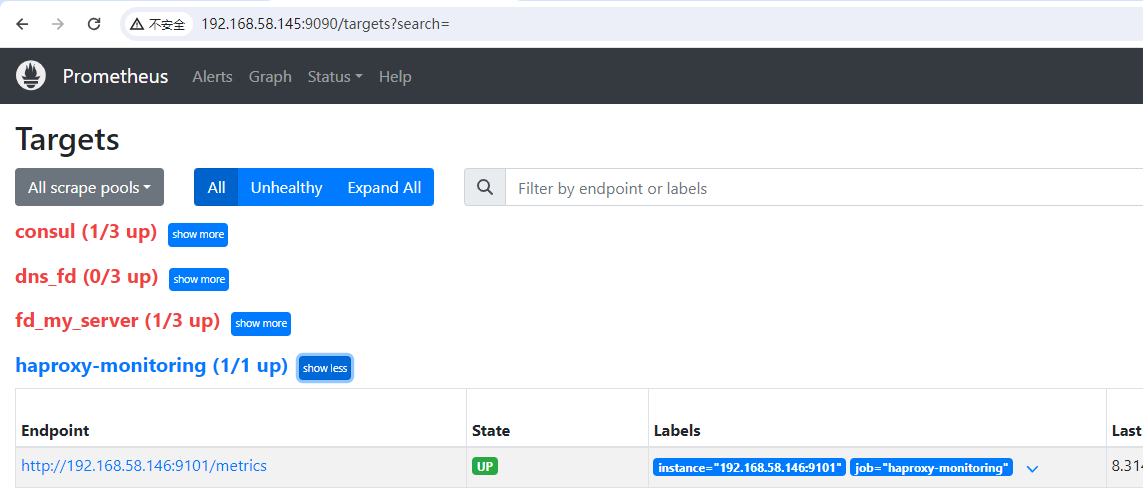 不安全 192.168.58.145:9090/targets?search=
Prometheus Alerts Graph Status Help
Targets
All scrape pools All Unhealthy Expand All Filter by endpoint or labels
consul (1/3 up) show more
dns_fd (0/3 up) show more
fd_my_server (1/3 up) show more
haproxy-monitoring (1/1 up) show less
Endpoint State Labels Last
http://192.168.58.146:9101/metrics UP instance="192.168.58.146:9101" job="haproxy-monitoring" 8.314